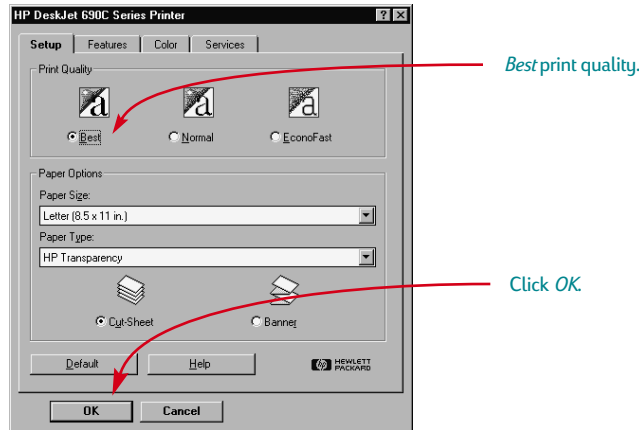 HP DeskJet 690C Series Printer
Setup Features Color Services
Print Quality
Best print quality.
a a a
Best Normal EconoFast
Paper Options
Paper Size:
Letter (8.5 x 11 in.)
Paper Type:
HP Transparency
Click OK.
Cut-Sheet Banner
Default Help hp HEWLETT
PACKARD
OK Cancel